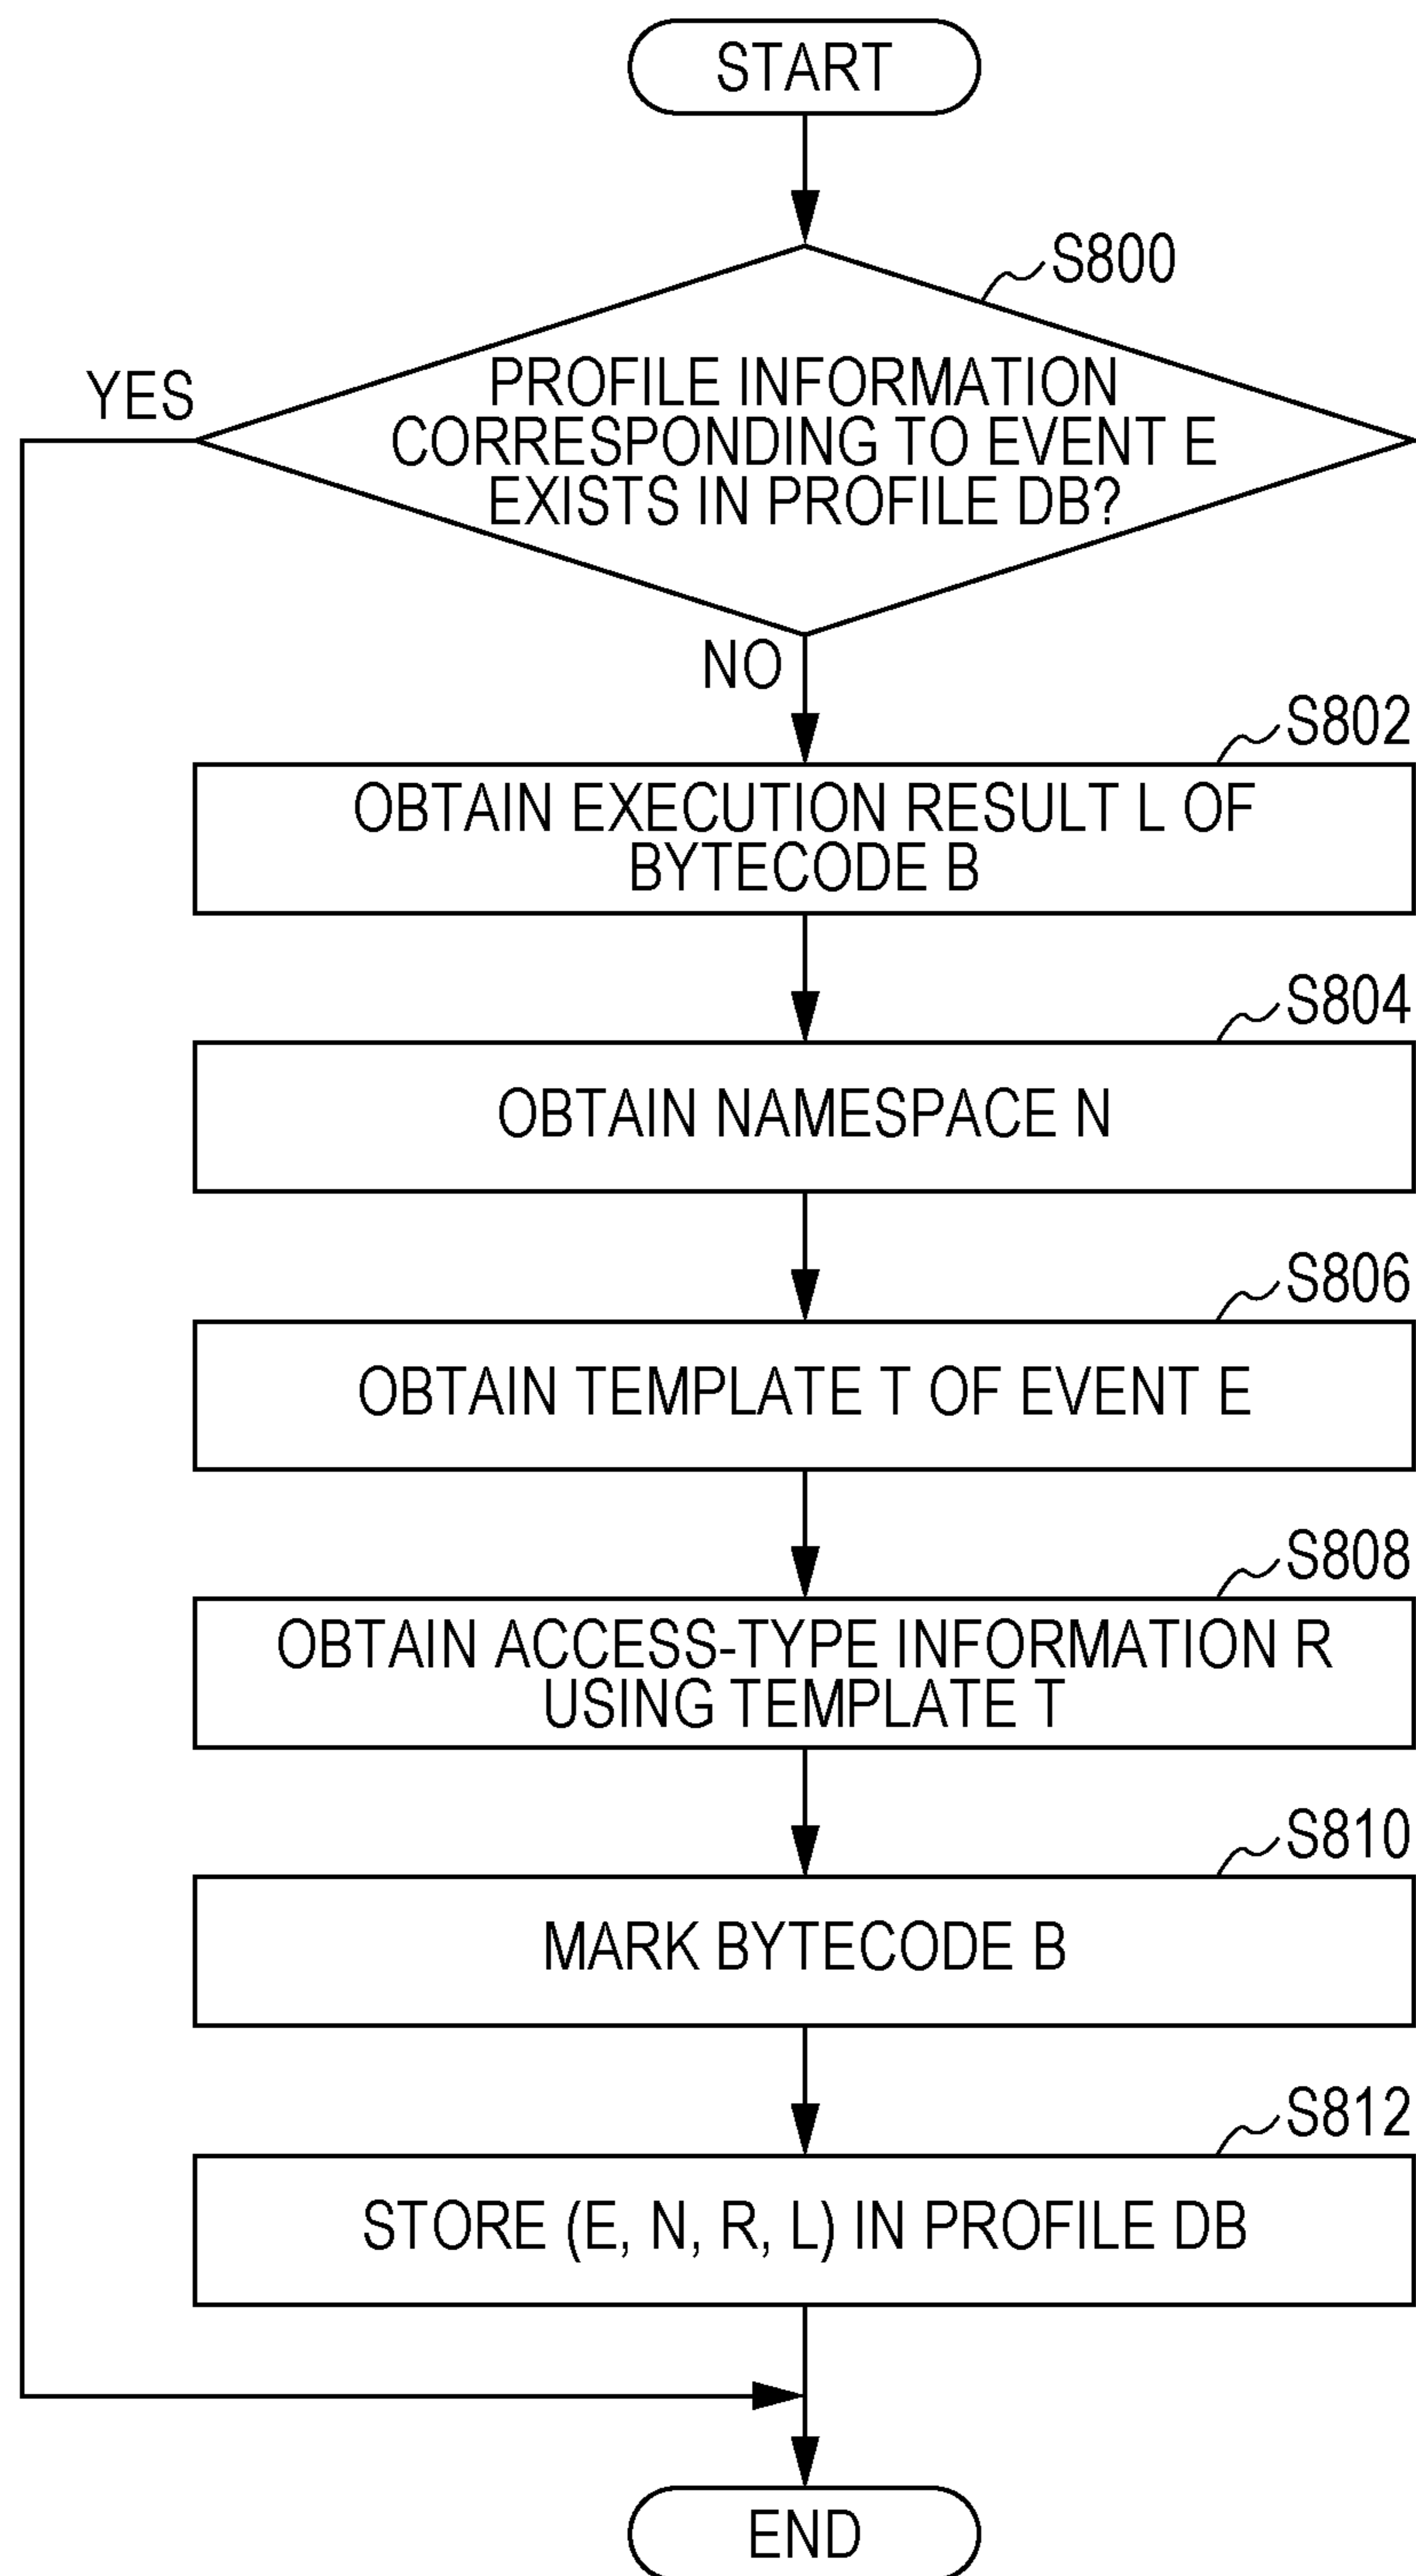 START
S800
YES
PROFILE INFORMATION
CORRESPONDING TO EVENT E
EXISTS IN PROFILE DB?
NO
S802
OBTAIN EXECUTION RESULT L OF
BYTECODE B
S804
OBTAIN NAMESPACE N
S806
OBTAIN TEMPLATE T OF EVENT E
S808
OBTAIN ACCESS-TYPE INFORMATION R
USING TEMPLATE T
S810
MARK BYTECODE B
S812
STORE (E, N, R, L) IN PROFILE DB
END